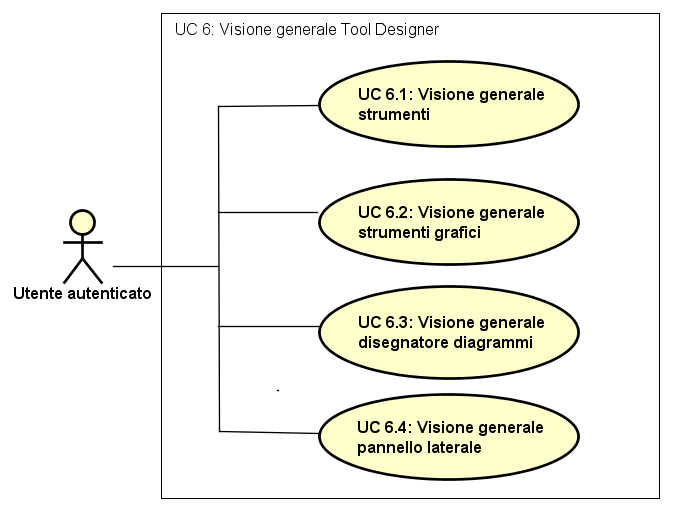 UC 6: Visione generale Tool Designer
UC 6.1: Visione generale
strumenti
UC 6.2: Visione generale
strumenti grafici
Utente autenticato
UC 6.3: Visione generale
disegnatore diagrammi
UC 6.4: Visione generale
pannello laterale